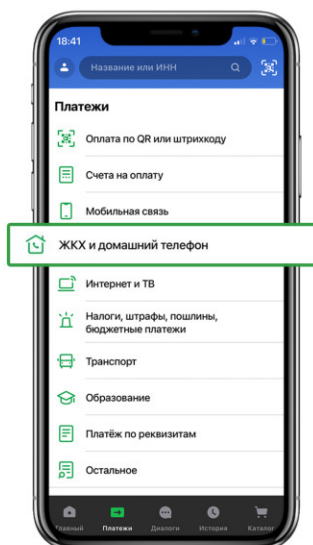 18:41
Название или ИНН
Платежи
Оплата по QR или штрихкоду
Счета на оплату
Мобильная связь
ЖКХ и домашний телефон
Интернет и ТВ
Налоги, штрафы, пошлины,
бюджетные платежи
Транспорт
Образование
Платёж по реквизитам
Остальное
Главный Платежи Диалоги История Каталог